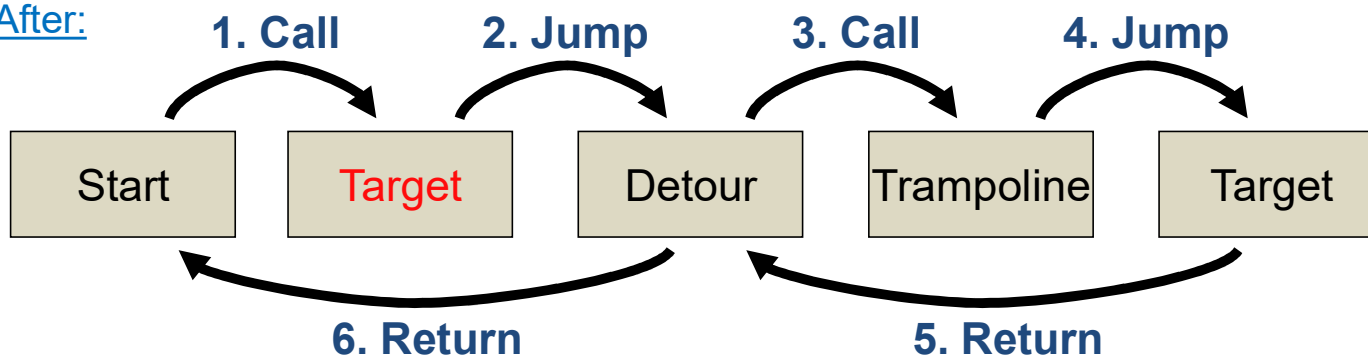 After:
1. Call 2. Jump 3. Call 4. Jump
Start Target Detour Trampoline Target
6. Return 5. Return